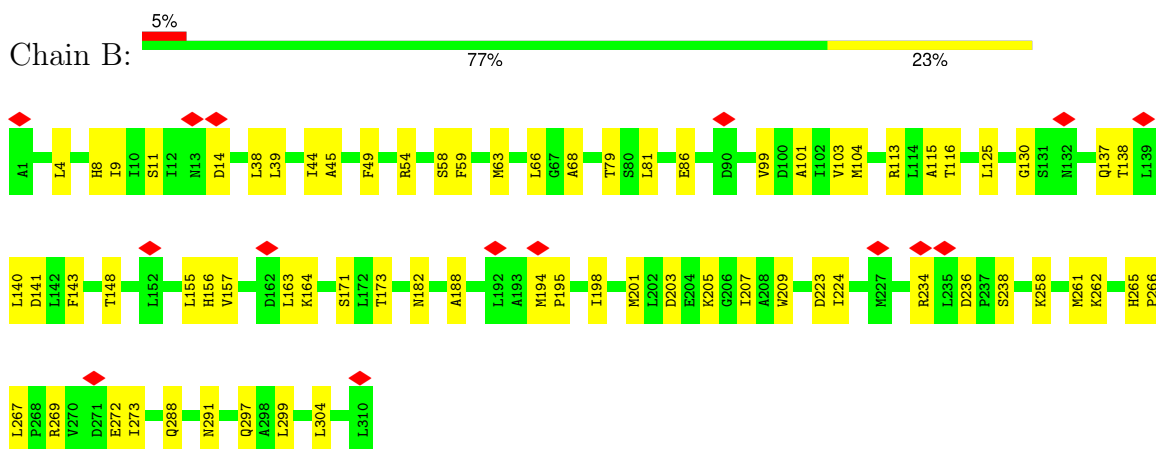 5%
Chain B:
77% 23%
A1 L4 H8 I9 I10 S11 I12 N13 D14 L38 L39 I44 A45 F49 R54 S58 F59 M63 L66 G67 A68 T79 S80 L81 E86 D90 V99 D100 A101 I102 V103 M104 R113 L114 A115 T116 L125 G130 S131 N132 Q137 T138 L139
L140 D141 L142 F143 T148 L152 L155 H156 V157 D162 L163 K164 S171 L172 T173 N182 A188 L192 A193 M194 P195 I198 M201 L202 D203 E204 K205 G206 I207 A208 W209 D223 I224 M227 R234 L235 D236 P237 S238 K258 M261 K262 H265 P266
L267 P268 R269 V270 D271 E272 I273 Q288 N291 Q297 A298 L299 L304 L310